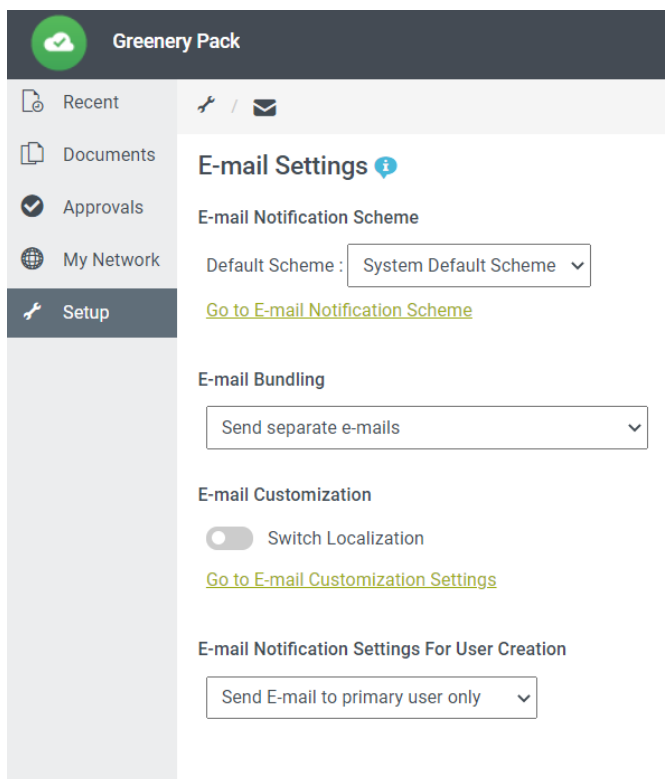 Greenery Pack
Recent
Documents
Approvals
My Network
Setup
/
E-mail Settings
E-mail Notification Scheme
Default Scheme : System Default Scheme
Go to E-mail Notification Scheme
E-mail Bundling
Send separate e-mails
E-mail Customization
Switch Localization
Go to E-mail Customization Settings
E-mail Notification Settings For User Creation
Send E-mail to primary user only